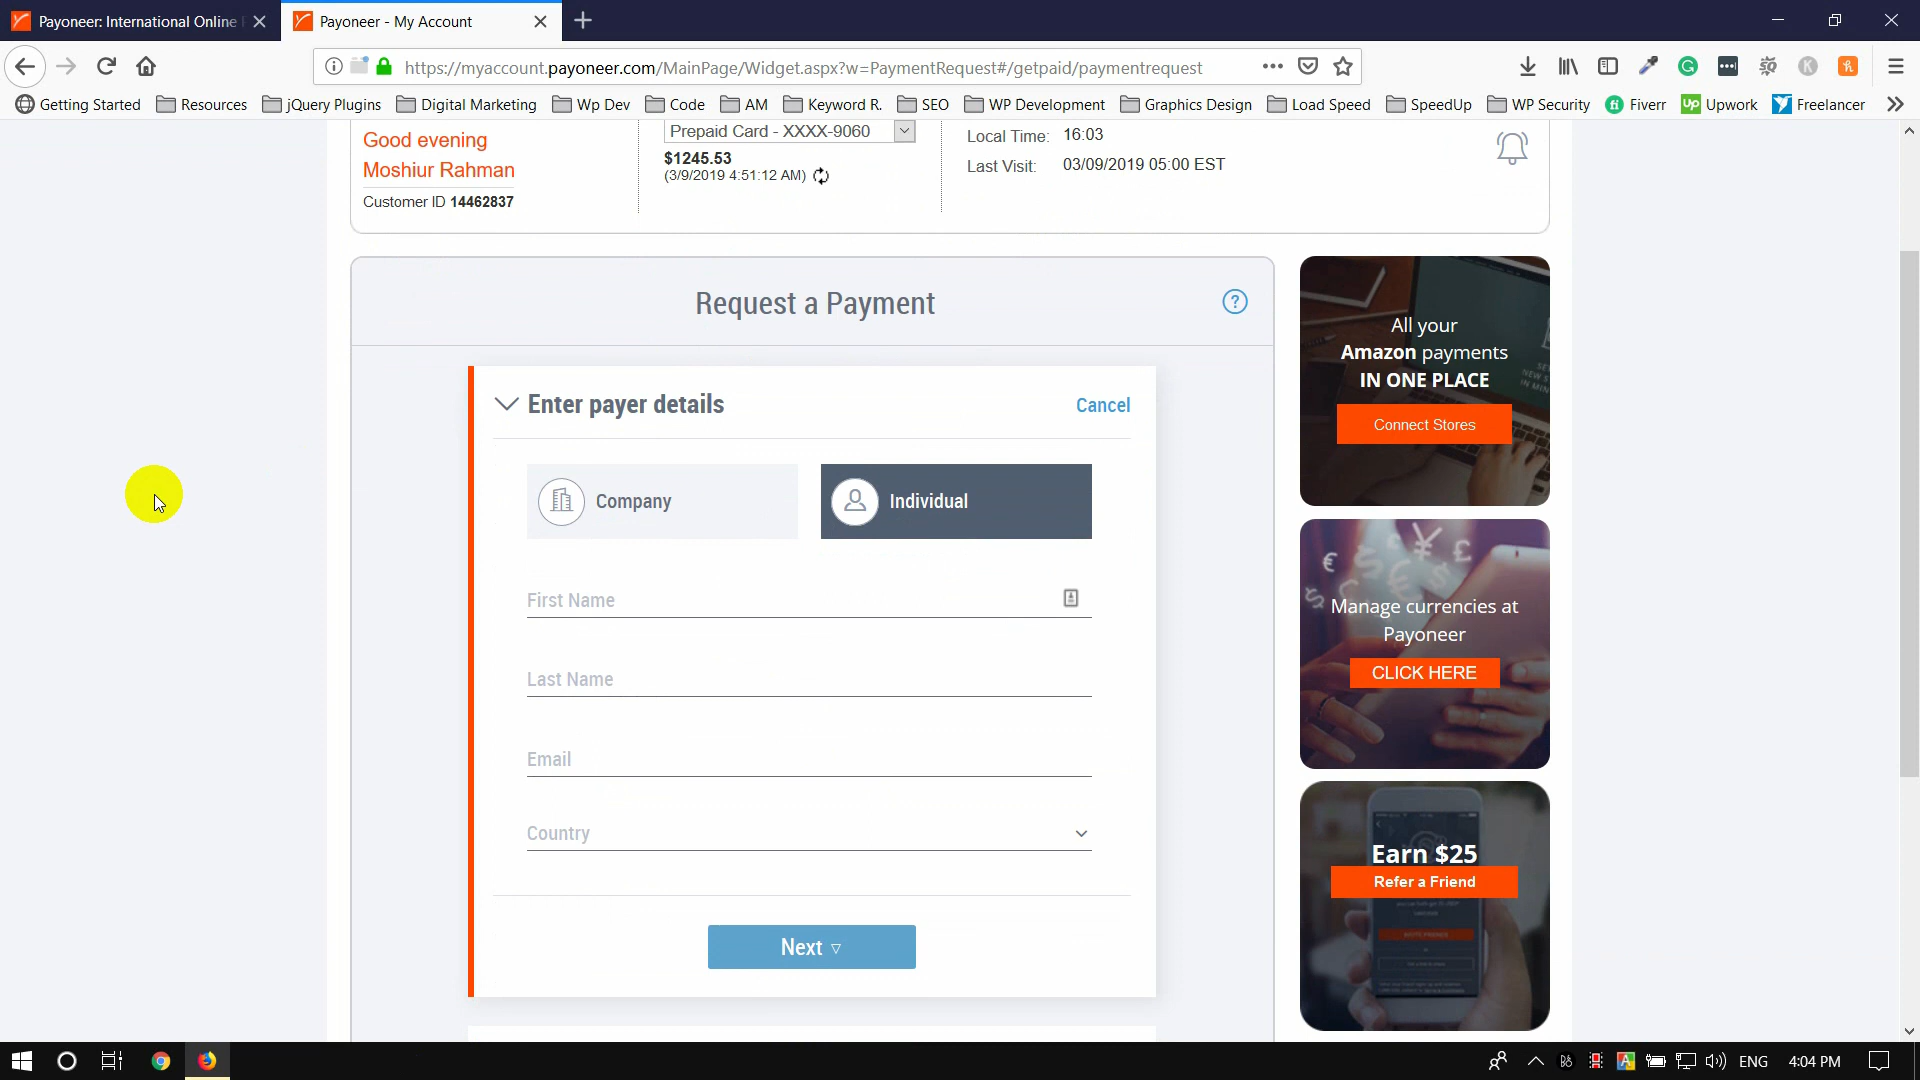 Payoneer: International Online
Payoneer - My Account
https://myaccount.payoneer.com/MainPage/Widget.aspx?w=PaymentRequest#/getpaid/paymentrequest
Getting Started
Resources
jQuery Plugins
Digital Marketing
Wp Dev
Code
AM
Keyword R.
SEO
WP Development
Graphics Design
Load Speed
SpeedUp
WP Security
Fiverr
Upwork
Freelancer
Good evening
Moshiur Rahman
Customer ID 14462837
Prepaid Card - XXXX-9060
$1245.53
(3/9/2019 4:51:12 AM)
Local Time: 16:03
Last Visit: 03/09/2019 05:00 EST
Request a Payment
?
Enter payer details
Cancel
Company
Individual
First Name
Last Name
Email
Country
Next
All your
Amazon payments
IN ONE PLACE
Connect Stores
Manage currencies at
Payoneer
CLICK HERE
Earn $25
Refer a Friend
ENG
4:04 PM